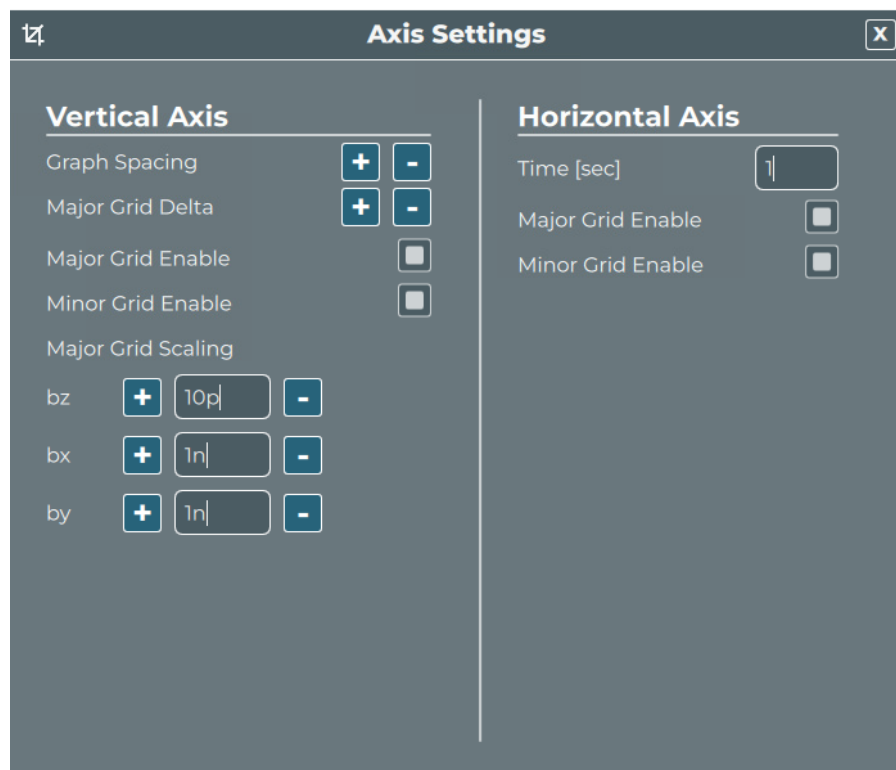 Axis Settings X
Vertical Axis
Graph Spacing + -
Major Grid Delta + -
Major Grid Enable
Minor Grid Enable
Major Grid Scaling
bz + 10p -
bx + 1n -
by + 1n -
Horizontal Axis
Time [sec] 1
Major Grid Enable
Minor Grid Enable